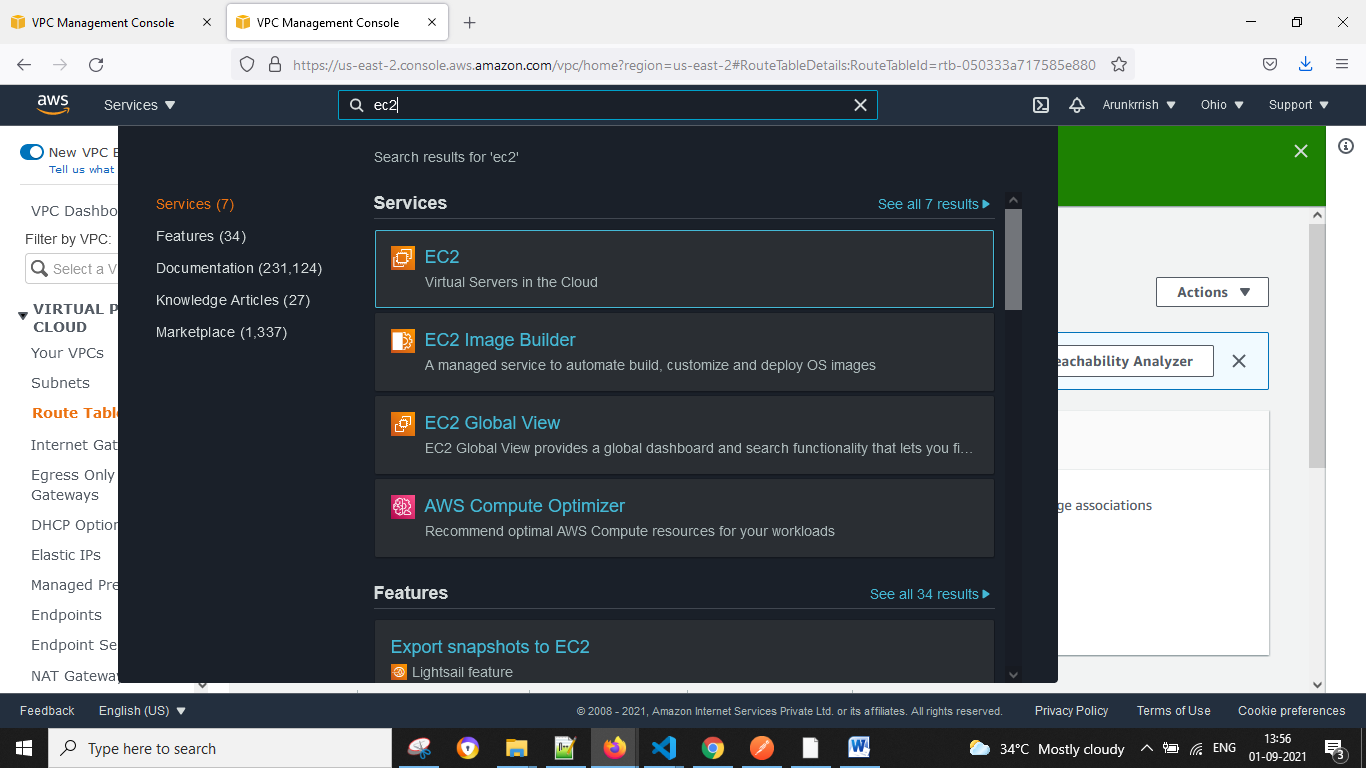 VPC Management Console
VPC Management Console
https://us-east-2.console.aws.amazon.com/vpc/home?region=us-east-2#RouteTableDetails:RouteTableId=rtb-050333a717585e880
aws
Services
ec2
Arunkrrish
Ohio
Support
New VPC E
Tell us what
VPC Dashbo
Filter by VPC:
Select a V
VIRTUAL P
CLOUD
Your VPCs
Subnets
Route Tabl
Internet Gat
Egress Only
Gateways
DHCP Option
Elastic IPs
Managed Pre
Endpoints
Endpoint Se
NAT Gateway
Search results for 'ec2'
Services (7)
Features (34)
Documentation (231,124)
Knowledge Articles (27)
Marketplace (1,337)
Services
See all 7 results
EC2
Virtual Servers in the Cloud
EC2 Image Builder
A managed service to automate build, customize and deploy OS images
EC2 Global View
EC2 Global View provides a global dashboard and search functionality that lets you fi...
AWS Compute Optimizer
Recommend optimal AWS Compute resources for your workloads
Features
See all 34 results
Export snapshots to EC2
Lightsail feature
Actions
eachability Analyzer
ge associations
Feedback
English (US)
© 2008 - 2021, Amazon Internet Services Private Ltd. or its affiliates. All rights reserved.
Privacy Policy
Terms of Use
Cookie preferences
Type here to search
34°C Mostly cloudy
ENG
13:56
01-09-2021
3